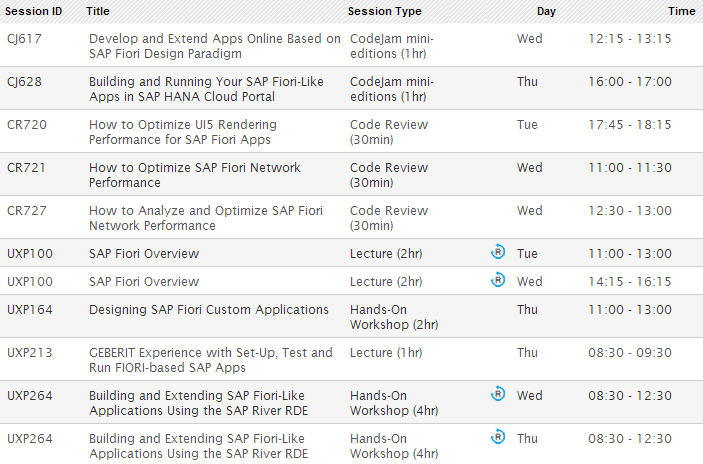 Session ID Title Session Type Day Time
CJ617 Develop and Extend Apps Online Based on CodeJam mini- Wed 12:15 - 13:15
SAP Fiori Design Paradigm editions (1hr)
CJ628 Building and Running Your SAP Fiori-Like CodeJam mini- Thu 16:00 - 17:00
Apps in SAP HANA Cloud Portal editions (1hr)
CR720 How to Optimize UI5 Rendering Code Review Tue 17:45 - 18:15
Performance for SAP Fiori Apps (30min)
CR721 How to Optimize SAP Fiori Network Code Review Wed 11:00 - 11:30
Performance (30min)
CR727 How to Analyze and Optimize SAP Fiori Code Review Wed 12:30 - 13:00
Network Performance (30min)
UXP100 SAP Fiori Overview Lecture (2hr) R Tue 11:00 - 13:00
UXP100 SAP Fiori Overview Lecture (2hr) R Wed 14:15 - 16:15
UXP164 Designing SAP Fiori Custom Applications Hands-On Thu 11:00 - 13:00
Workshop (2hr)
UXP213 GEBERIT Experience with Set-Up, Test and Lecture (1hr) Thu 08:30 - 09:30
Run FIORI-based SAP Apps
UXP264 Building and Extending SAP Fiori-Like Hands-On R Wed 08:30 - 12:30
Applications Using the SAP River RDE Workshop (4hr)
UXP264 Building and Extending SAP Fiori-Like Hands-On R Thu 08:30 - 12:30
Applications Using the SAP River RDE Workshop (4hr)